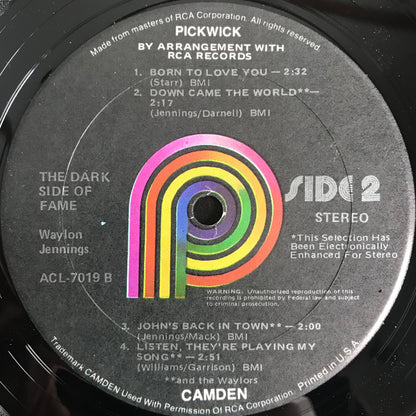 Made from masters of RCA Corporation. All rights reserved.
PICKWICK
BY ARRANGEMENT WITH
RCA RECORDS
1. BORN TO LOVE YOU — 2:32
(Starr) BMI
2. DOWN CAME THE WORLD**—
2:17
(Jennings/Darnell) BMI
THE DARK
SIDE OF
FAME
Waylon
Jennings
ACL-7019 B
SIDE 2
STEREO
*This Selection Has
Been Electronically
Enhanced For Stereo
WARNING: Unauthorized reproduction of this
recording is prohibited by Federal law and subject
to criminal prosecution.
3. JOHN'S BACK IN TOWN** — 2:00
(Jennings/Mack) BMI
4. LISTEN, THEY'RE PLAYING MY
SONG** — 2:51
(Williams/Garrison) BMI
**and the Waylors
CAMDEN
Trademark CAMDEN Used With Permission Of RCA Corporation. Printed in U.S.A.